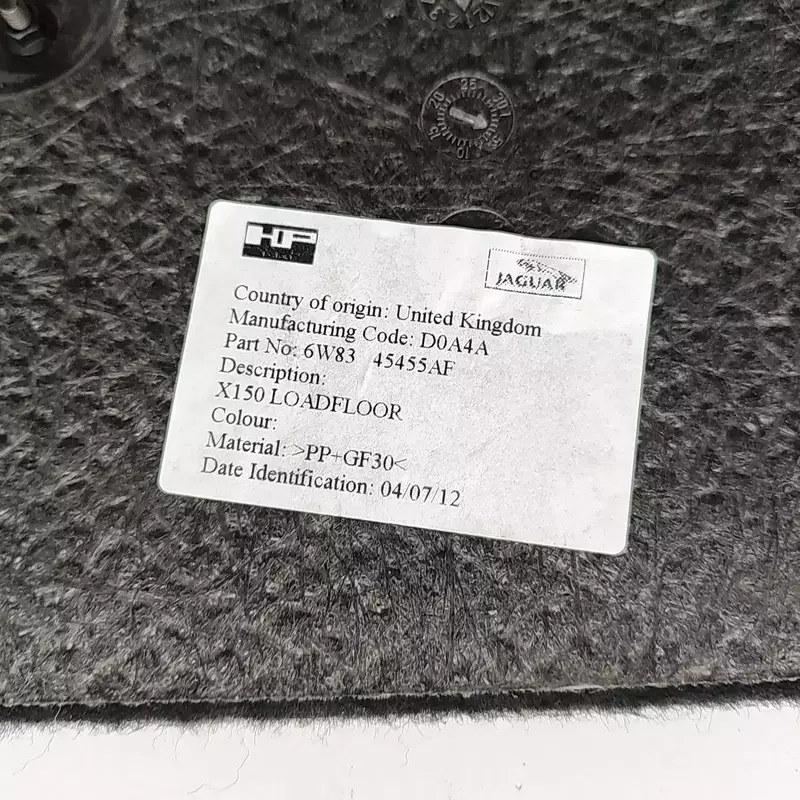 HP
JAGUAR
Country of origin: United Kingdom
Manufacturing Code: D0A4A
Part No: 6W83 45455AF
Description:
X150 LOADFLOOR
Colour:
Material: >PP+GF30<
Date Identification: 04/07/12